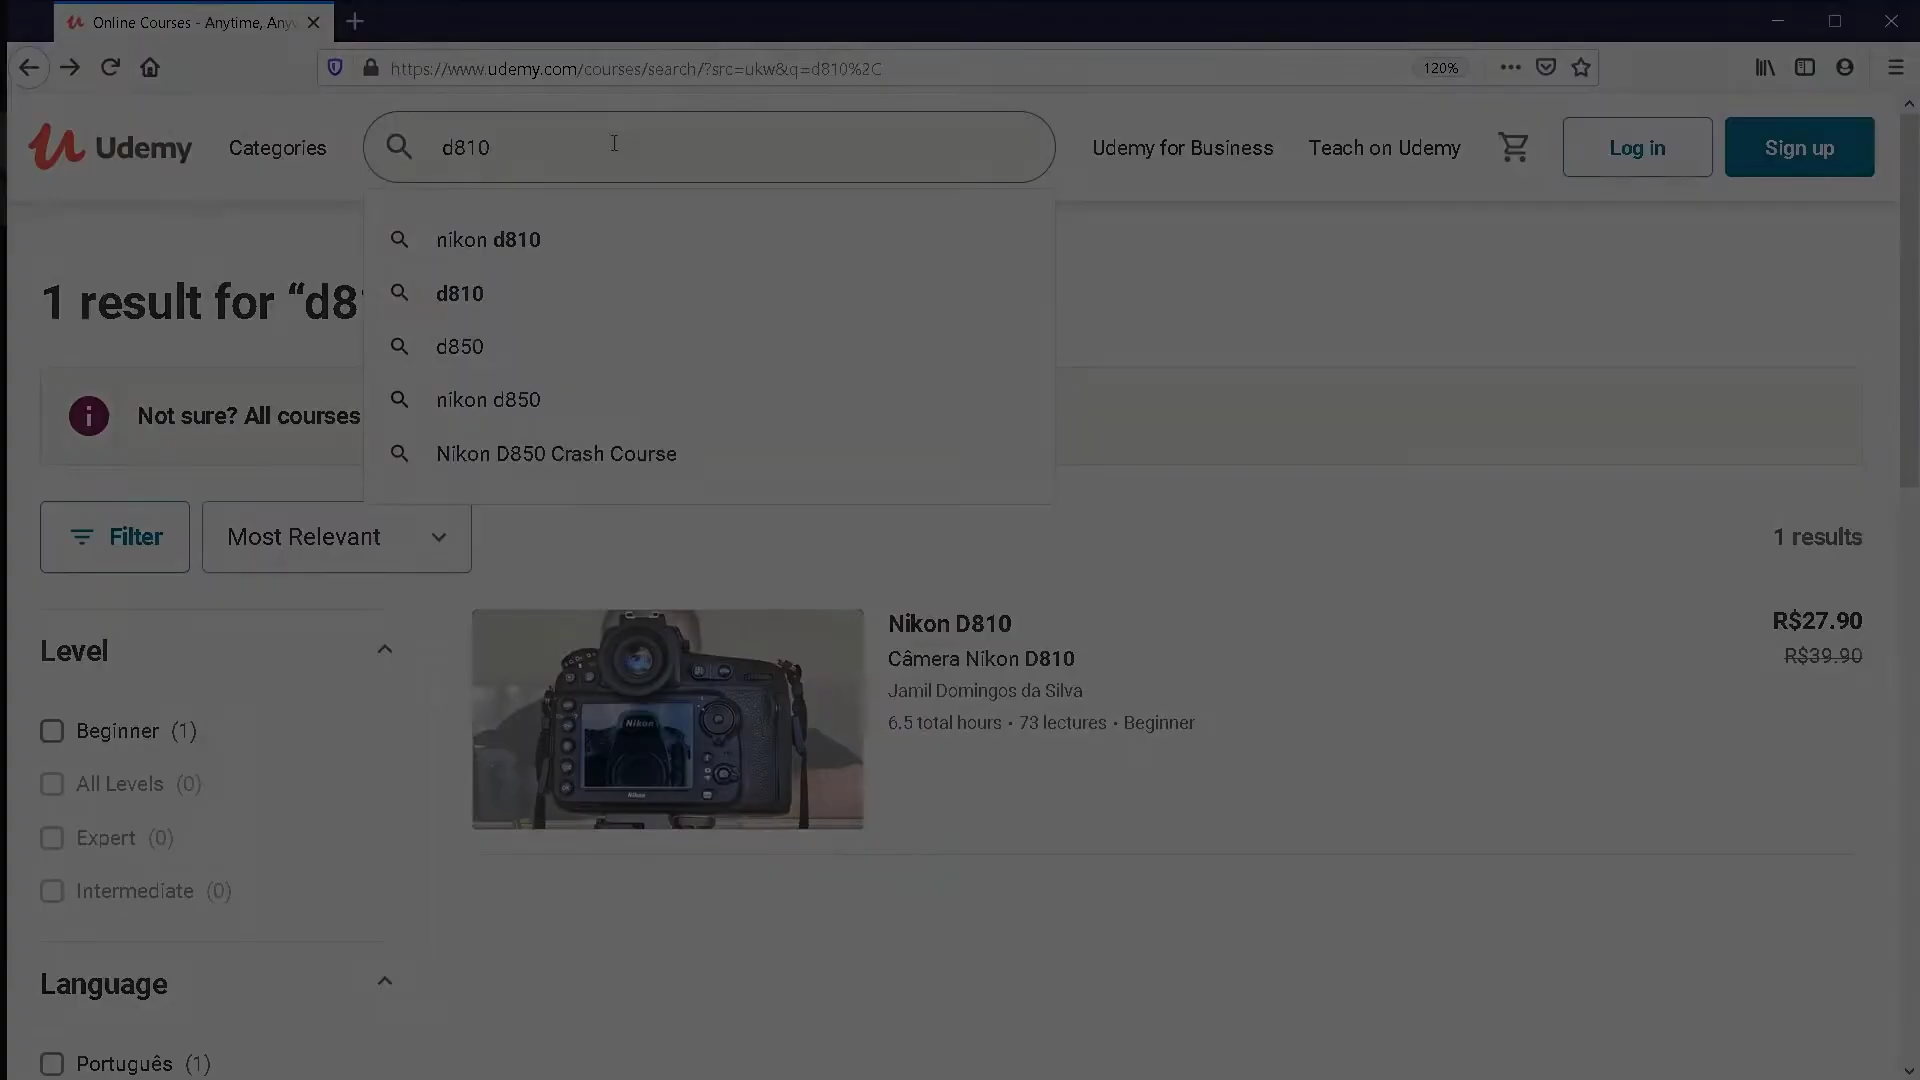 Online Courses - Anytime, Anyw
https://www.udemy.com/courses/search/?src=ukw&q=d810%2C
120%
Udemy
Categories
d810
Udemy for Business
Teach on Udemy
Log in
Sign up
nikon d810
d810
d850
nikon d850
Nikon D850 Crash Course
1 result for “d81
Not sure? All courses
Filter
Most Relevant
1 results
Level
Beginner (1)
All Levels (0)
Expert (0)
Intermediate (0)
Language
Português (1)
Nikon
Nikon
Nikon D810
Câmera Nikon D810
Jamil Domingos da Silva
6.5 total hours • 73 lectures • Beginner
R$27.90
R$39.90